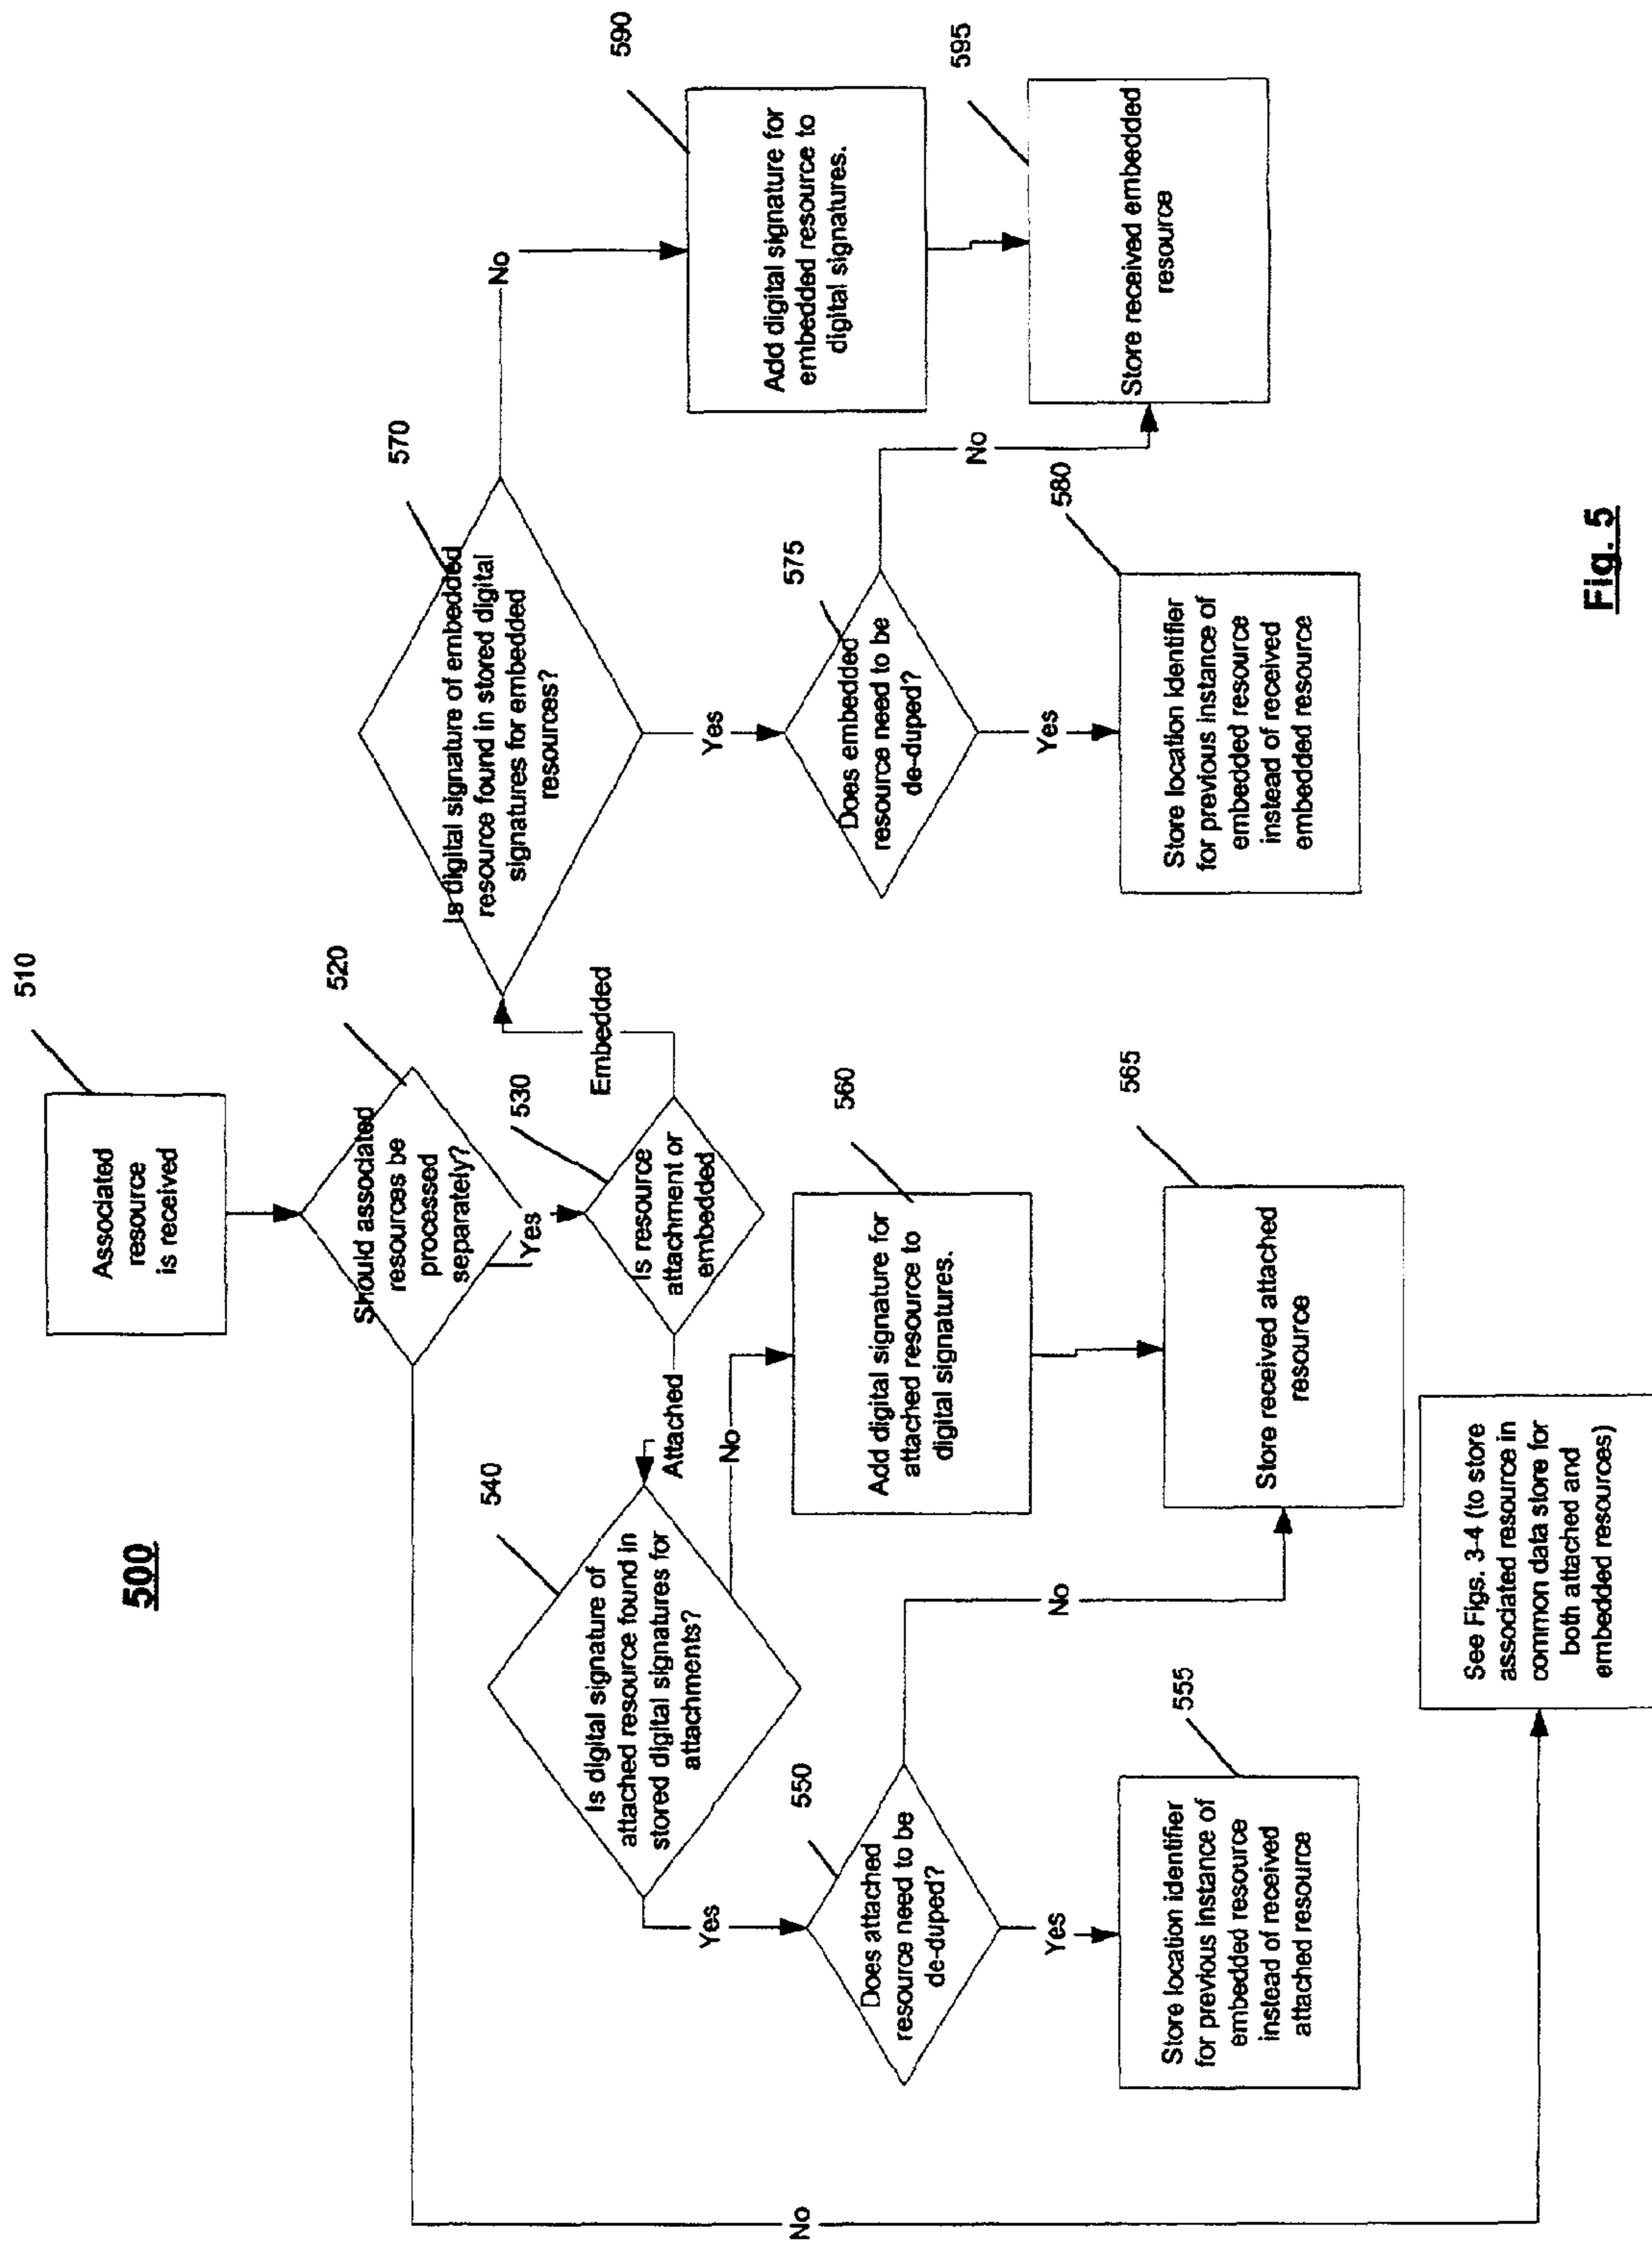 500
510
Associated
resource
is received
520
Should associated
resources be
processed
separately?
Yes
No
530
Is resource
attachment or
embedded
Attached
Embedded
540
Is digital signature of
attached resource found in
stored digital signatures for
attachments?
Yes
No
550
Does attached
resource need to be
de-duped?
Yes
No
555
Store location identifier
for previous instance of
embedded resource
instead of received
attached resource
560
Add digital signature for
attached resource to
digital signatures.
565
Store received attached
resource
See Figs. 3-4 (to store
associated resource in
common data store for
both attached and
embedded resources)
570
Is digital signature of embedded
resource found in stored digital
signatures for embedded
resources?
Yes
No
575
Does embedded
resource need to be
de-duped?
Yes
No
580
Store location identifier
for previous instance of
embedded resource
instead of received
embedded resource
590
Add digital signature for
embedded resource to
digital signatures.
595
Store received embedded
resource
Fig. 5